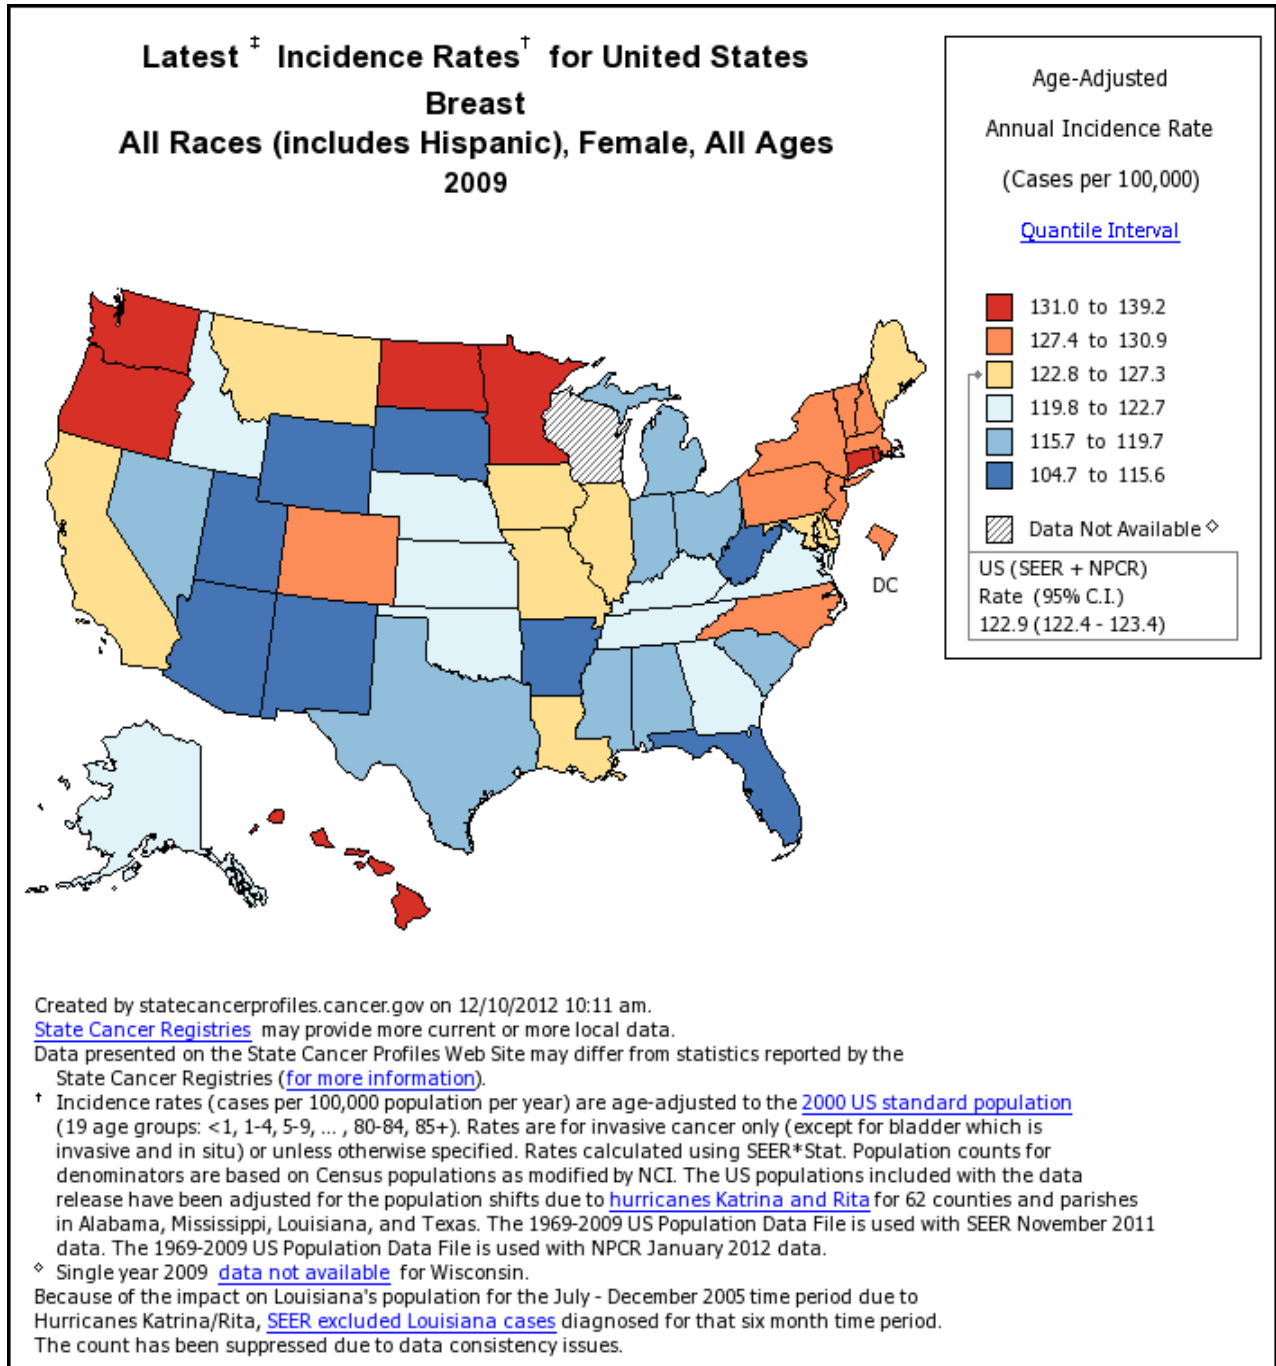 Latest ‡ Incidence Rates† for United States
Breast
All Races (includes Hispanic), Female, All Ages
2009
Age-Adjusted
Annual Incidence Rate
(Cases per 100,000)
Quantile Interval
131.0 to 139.2
127.4 to 130.9
122.8 to 127.3
119.8 to 122.7
115.7 to 119.7
104.7 to 115.6
Data Not Available ◇
US (SEER + NPCR)
Rate (95% C.I.)
122.9 (122.4 - 123.4)
DC
Created by statecancerprofiles.cancer.gov on 12/10/2012 10:11 am.
State Cancer Registries may provide more current or more local data.
Data presented on the State Cancer Profiles Web Site may differ from statistics reported by the
State Cancer Registries (for more information).
† Incidence rates (cases per 100,000 population per year) are age-adjusted to the 2000 US standard population
(19 age groups: <1, 1-4, 5-9, ... , 80-84, 85+). Rates are for invasive cancer only (except for bladder which is
invasive and in situ) or unless otherwise specified. Rates calculated using SEER*Stat. Population counts for
denominators are based on Census populations as modified by NCI. The US populations included with the data
release have been adjusted for the population shifts due to hurricanes Katrina and Rita for 62 counties and parishes
in Alabama, Mississippi, Louisiana, and Texas. The 1969-2009 US Population Data File is used with SEER November 2011
data. The 1969-2009 US Population Data File is used with NPCR January 2012 data.
◇ Single year 2009 data not available for Wisconsin.
Because of the impact on Louisiana's population for the July - December 2005 time period due to
Hurricanes Katrina/Rita, SEER excluded Louisiana cases diagnosed for that six month time period.
The count has been suppressed due to data consistency issues.